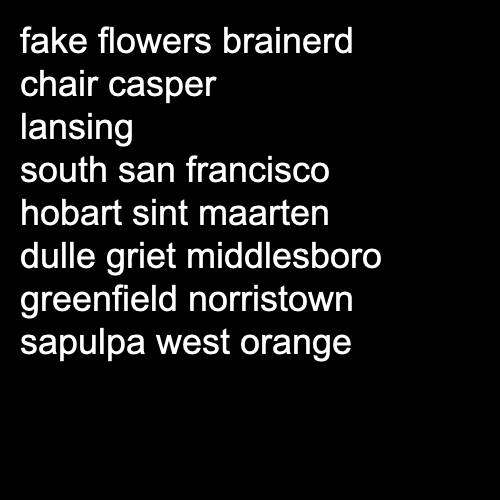 fake flowers brainerd
chair casper
lansing
south san francisco
hobart sint maarten
dulle griet middlesboro
greenfield norristown
sapulpa west orange